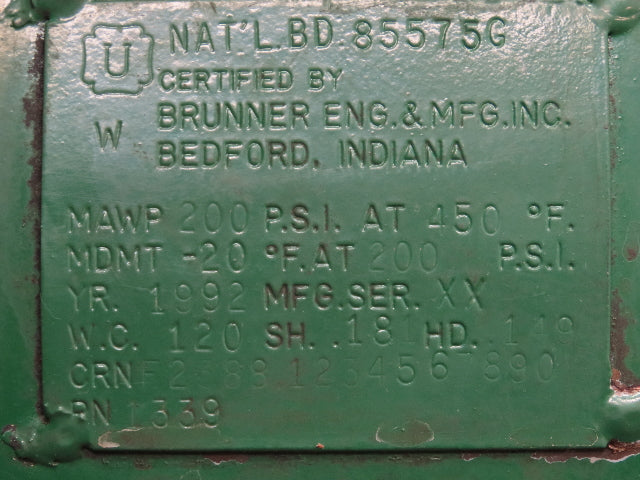 U NAT'L.BD. 85575G
CERTIFIED BY
W BRUNNER ENG.& MFG.INC.
BEDFORD, INDIANA
MAWP 200 P.S.I. AT 450 °F.
MDMT -20 °F.AT 200 P.S.I.
YR. 1992 MFG.SER. XX
W.C. 120 SH. .181 HD. .149
CRN
1339